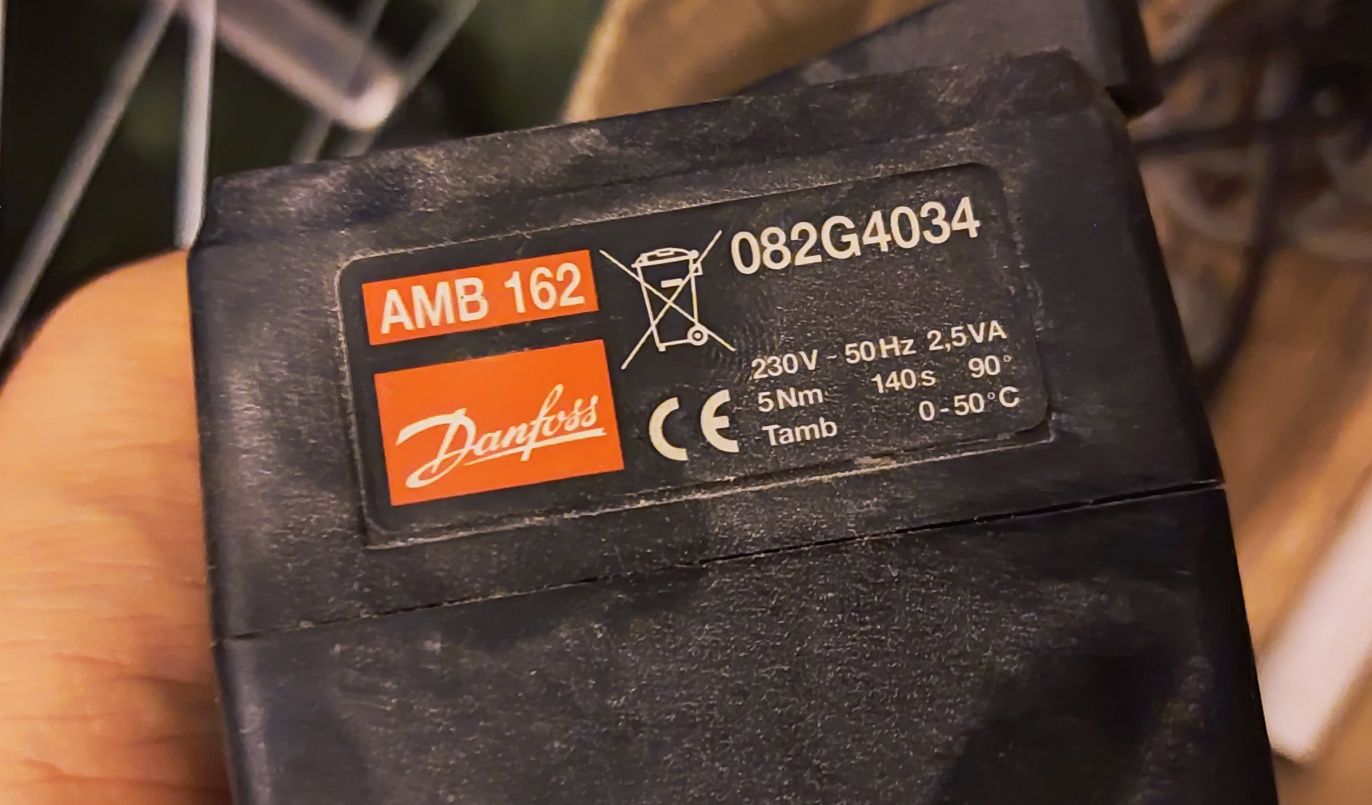 AMB 162
082G4034
Danfoss
CE
230V ~ 50Hz 2,5VA
5Nm 140s 90°
Tamb 0-50°C